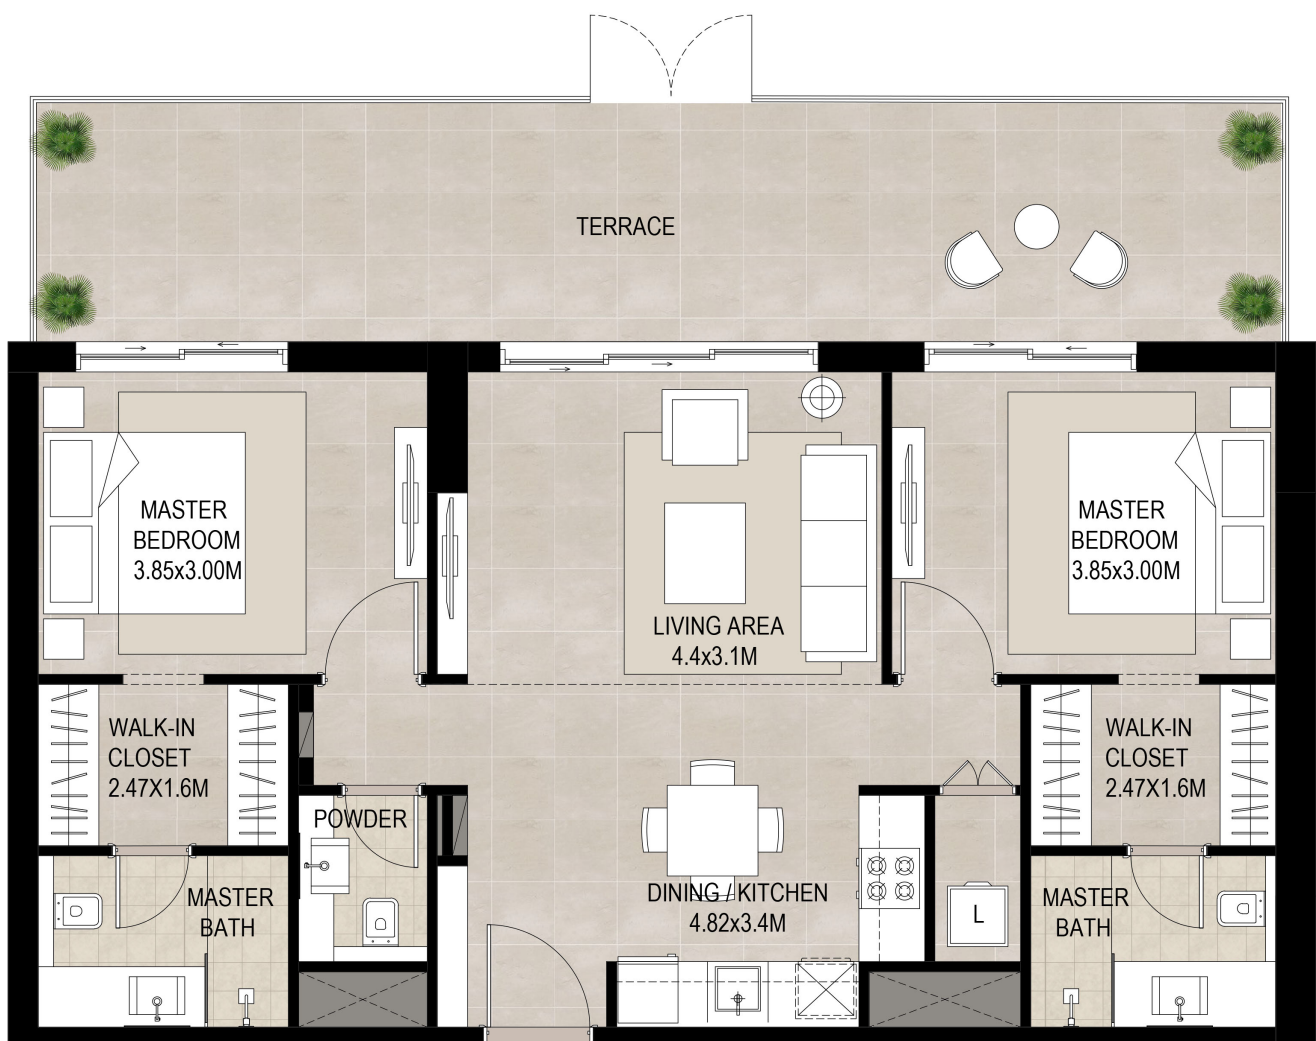 TERRACE
MASTER
BEDROOM
3.85x3.00M
LIVING AREA
4.4x3.1M
MASTER
BEDROOM
3.85x3.00M
WALK-IN
CLOSET
2.47X1.6M
WALK-IN
CLOSET
2.47X1.6M
POWDER
MASTER
BATH
DINING / KITCHEN
4.82x3.4M
L
MASTER
BATH